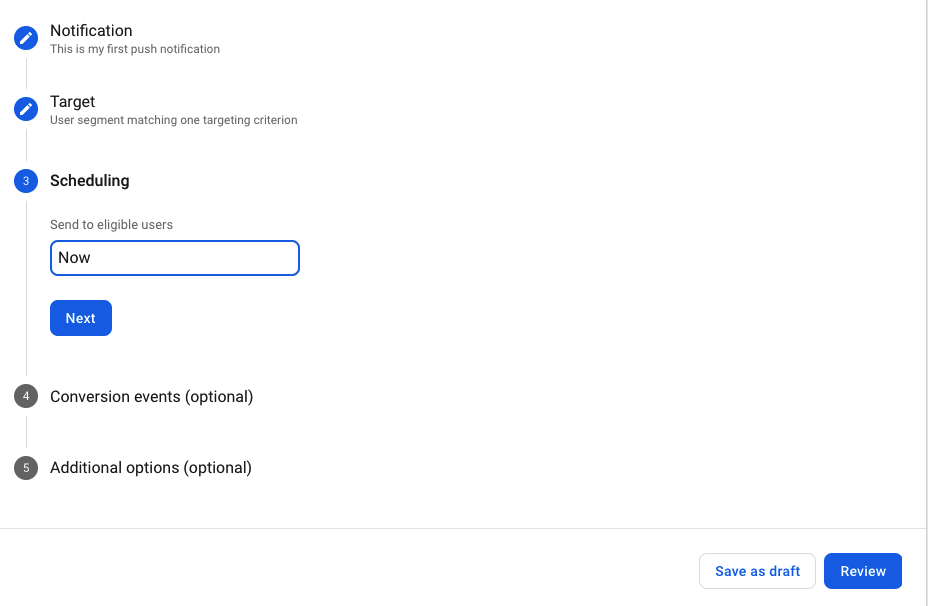 Notification
This is my first push notification
Target
User segment matching one targeting criterion
3 Scheduling
Send to eligible users
Now
Next
4 Conversion events (optional)
5 Additional options (optional)
Save as draft Review